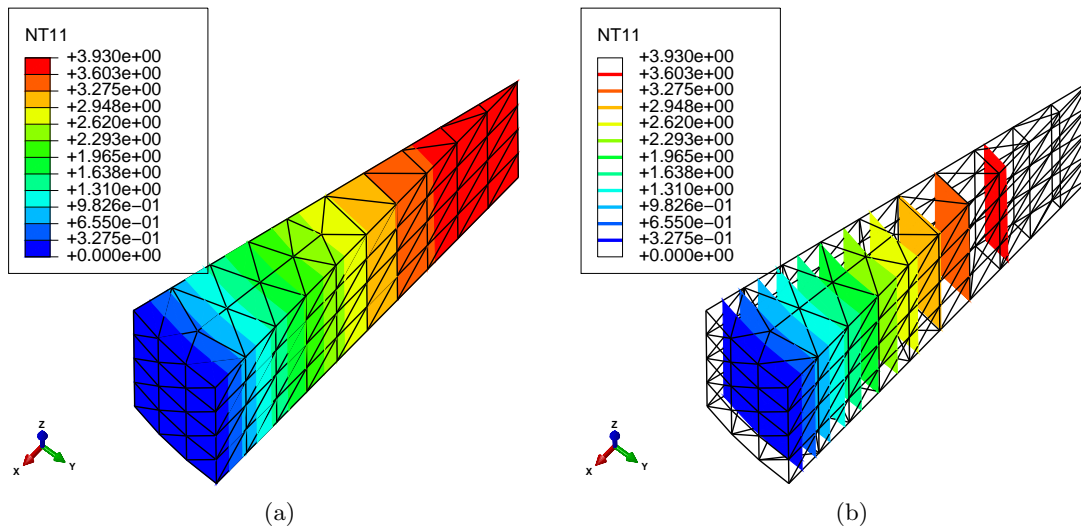 NT11
+3.930e+00
+3.603e+00
+3.275e+00
+2.948e+00
+2.620e+00
+2.293e+00
+1.965e+00
+1.638e+00
+1.310e+00
+9.826e−01
+6.550e−01
+3.275e−01
+0.000e+00
Z
X
Y
(a)
NT11
+3.930e+00
+3.603e+00
+3.275e+00
+2.948e+00
+2.620e+00
+2.293e+00
+1.965e+00
+1.638e+00
+1.310e+00
+9.826e−01
+6.550e−01
+3.275e−01
+0.000e+00
Z
X
Y
(b)